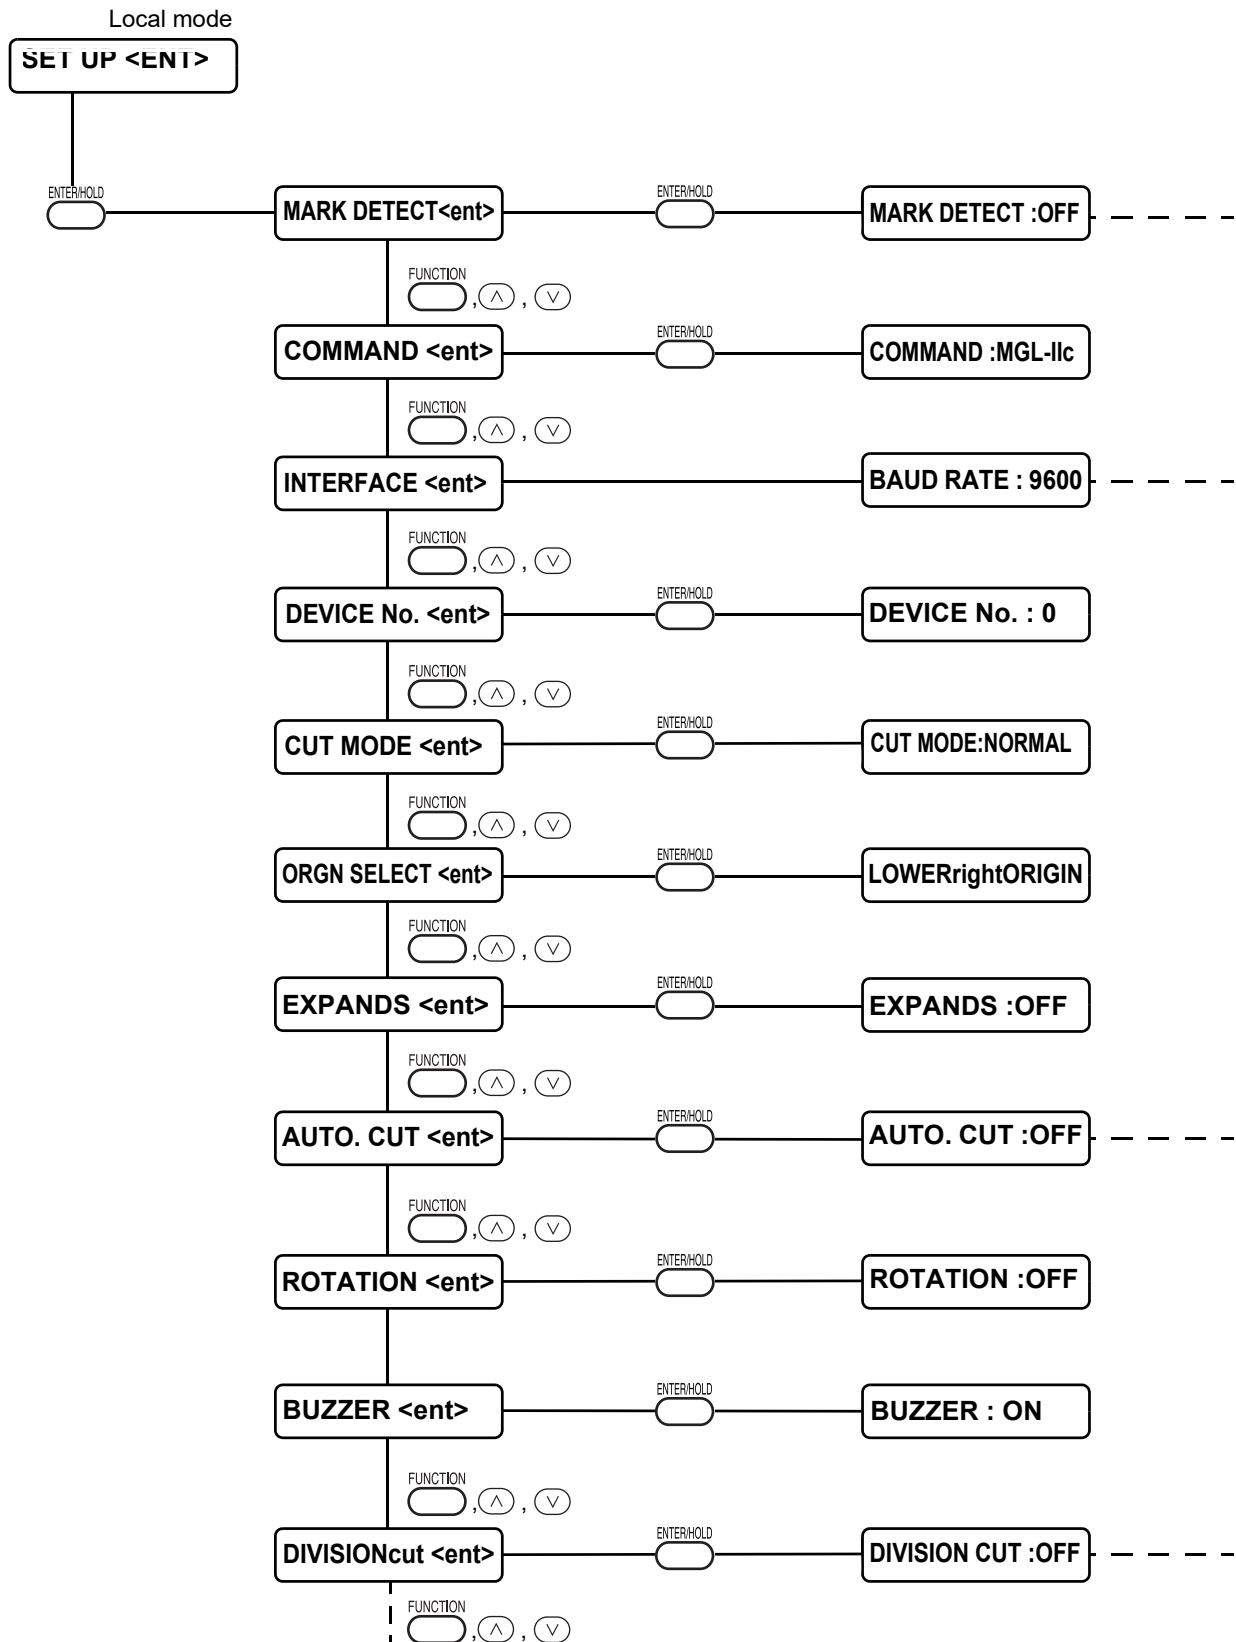 Local mode
SET UP <ENT>
ENTER/HOLD
MARK DETECT<ent>
ENTER/HOLD
MARK DETECT :OFF
FUNCTION
, ,
COMMAND <ent>
ENTER/HOLD
COMMAND :MGL-IIc
FUNCTION
, ,
INTERFACE <ent>
BAUD RATE : 9600
FUNCTION
, ,
DEVICE No. <ent>
ENTER/HOLD
DEVICE No. : 0
FUNCTION
, ,
CUT MODE <ent>
ENTER/HOLD
CUT MODE:NORMAL
FUNCTION
, ,
ORGN SELECT <ent>
ENTER/HOLD
LOWERrightORIGIN
FUNCTION
, ,
EXPANDS <ent>
ENTER/HOLD
EXPANDS :OFF
FUNCTION
, ,
AUTO. CUT <ent>
ENTER/HOLD
AUTO. CUT :OFF
FUNCTION
, ,
ROTATION <ent>
ENTER/HOLD
ROTATION :OFF
BUZZER <ent>
ENTER/HOLD
BUZZER : ON
FUNCTION
, ,
DIVISIONcut <ent>
ENTER/HOLD
DIVISION CUT :OFF
FUNCTION
, ,